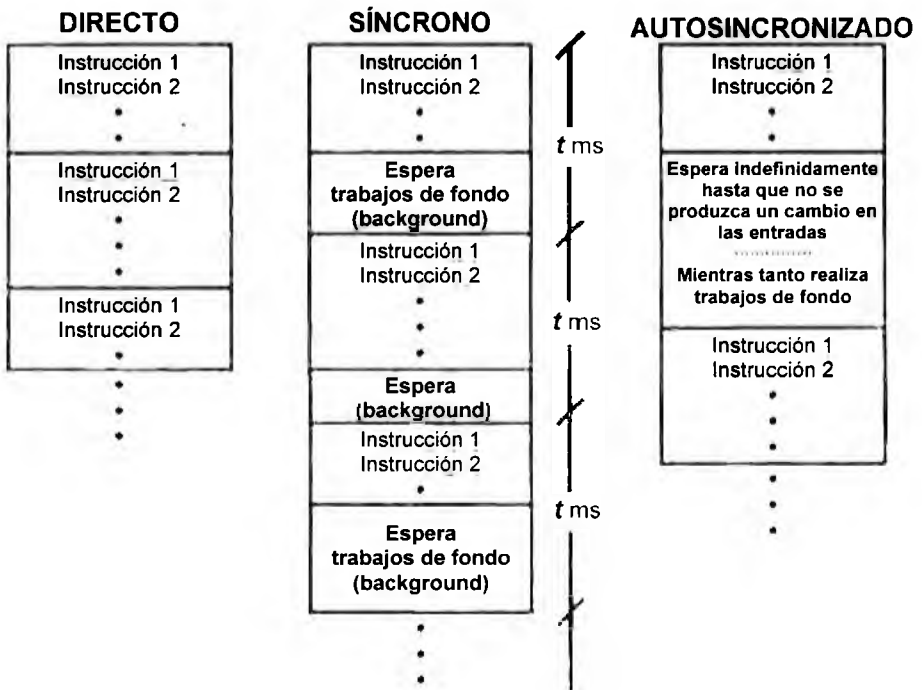 DIRECTO
Instrucción 1
Instrucción 2
Instrucción 1
Instrucción 2
Instrucción 1
Instrucción 2
SÍNCRONO
Instrucción 1
Instrucción 2
Espera
trabajos de fondo
(background)
Instrucción 1
Instrucción 2
Espera
(background)
Instrucción 1
Instrucción 2
Espera
trabajos de fondo
(background)
t ms
t ms
t ms
AUTOSINCRONIZADO
Instrucción 1
Instrucción 2
Espera indefinidamente
hasta que no se
produzca un cambio en
las entradas
Mientras tanto realiza
trabajos de fondo
Instrucción 1
Instrucción 2